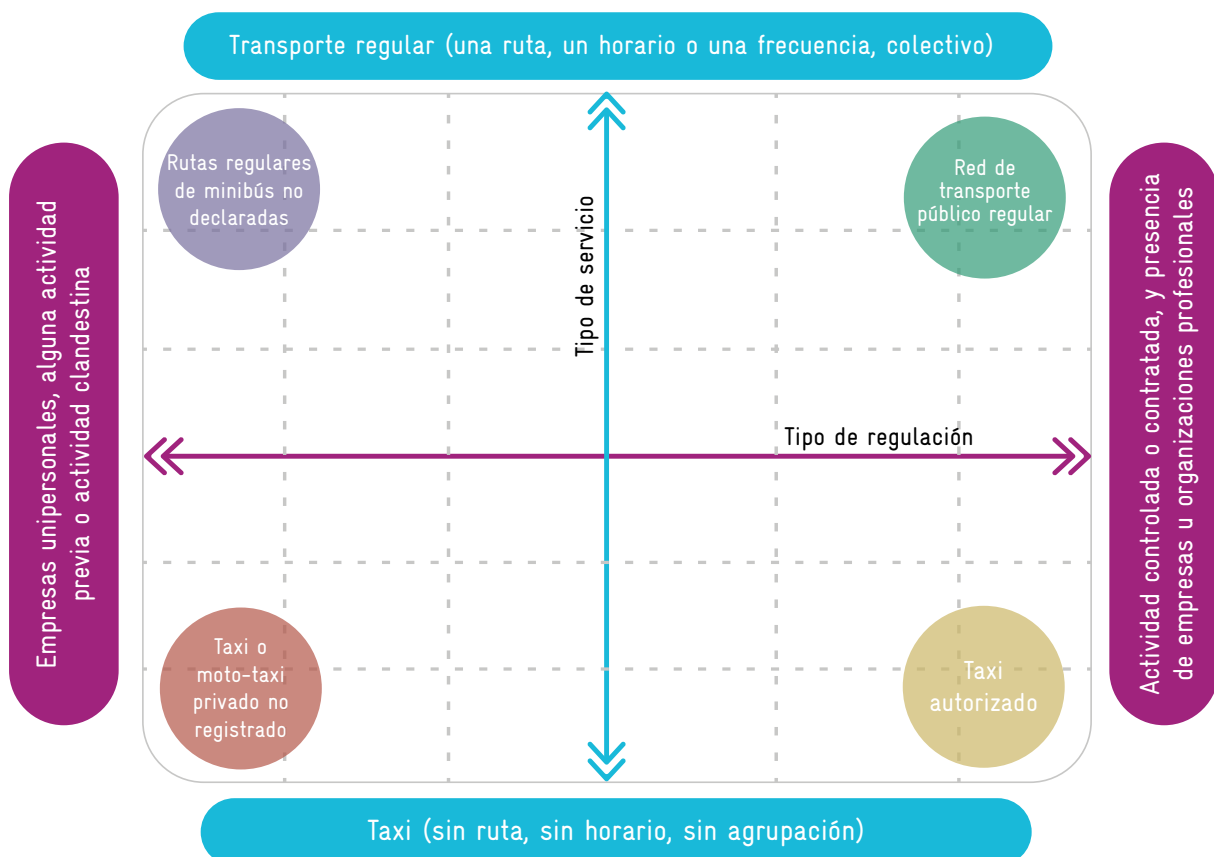 Transporte regular (una ruta, un horario o una frecuencia, colectivo)
Empresas unipersonales, alguna actividad
previa o actividad clandestina
Rutas regulares
de minibús no
declaradas
Tipo de servicio
Red de
transporte
público regular
Actividad controlada o contratada, y presencia
de empresas u organizaciones profesionales
Tipo de regulación
Taxi o
moto-taxi
privado no
registrado
Taxi
autorizado
Taxi (sin ruta, sin horario, sin agrupación)